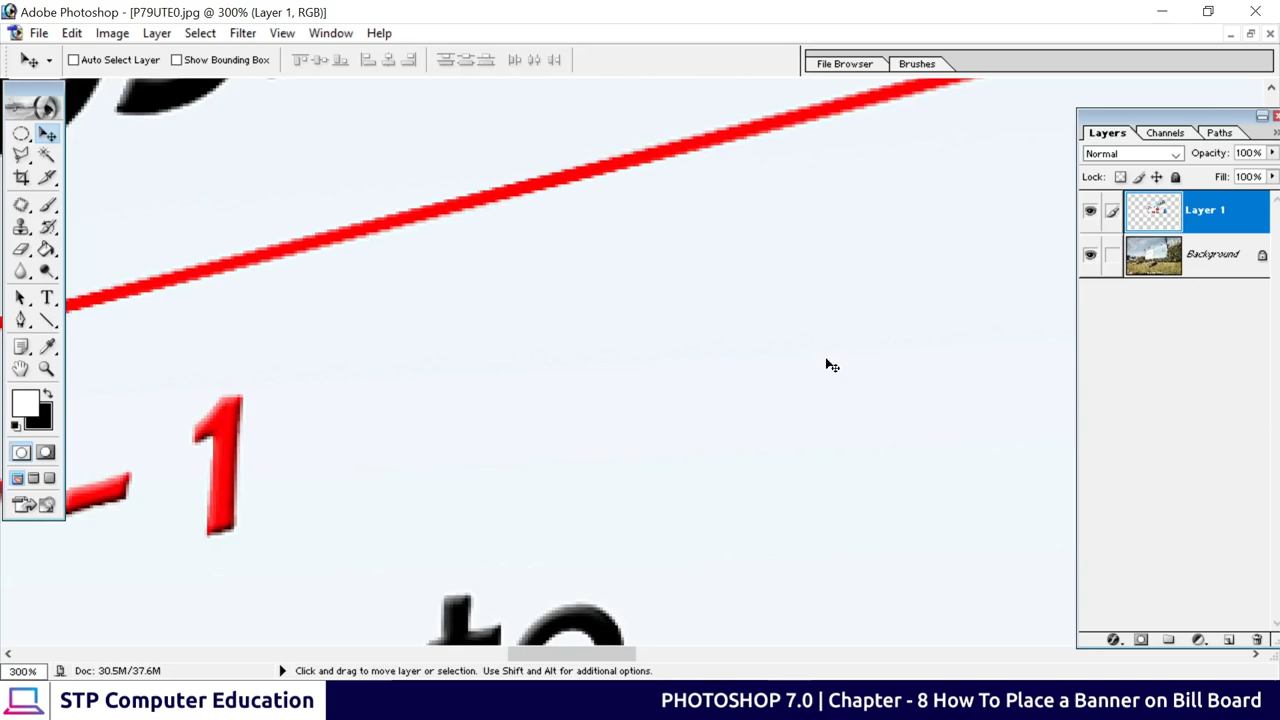 Adobe Photoshop - [P79UTE0.jpg @ 300% (Layer 1, RGB)]
File Edit Image Layer Select Filter View Window Help
Auto Select Layer Show Bounding Box
File Browser Brushes
Layers Channels Paths
Normal Opacity: 100%
Lock: Fill: 100%
Layer 1
Background
1
to
300% Doc: 30.5M/37.6M Click and drag to move layer or selection. Use Shift and Alt for additional options.
STP Computer Education PHOTOSHOP 7.0 | Chapter - 8 How To Place a Banner on Bill Board